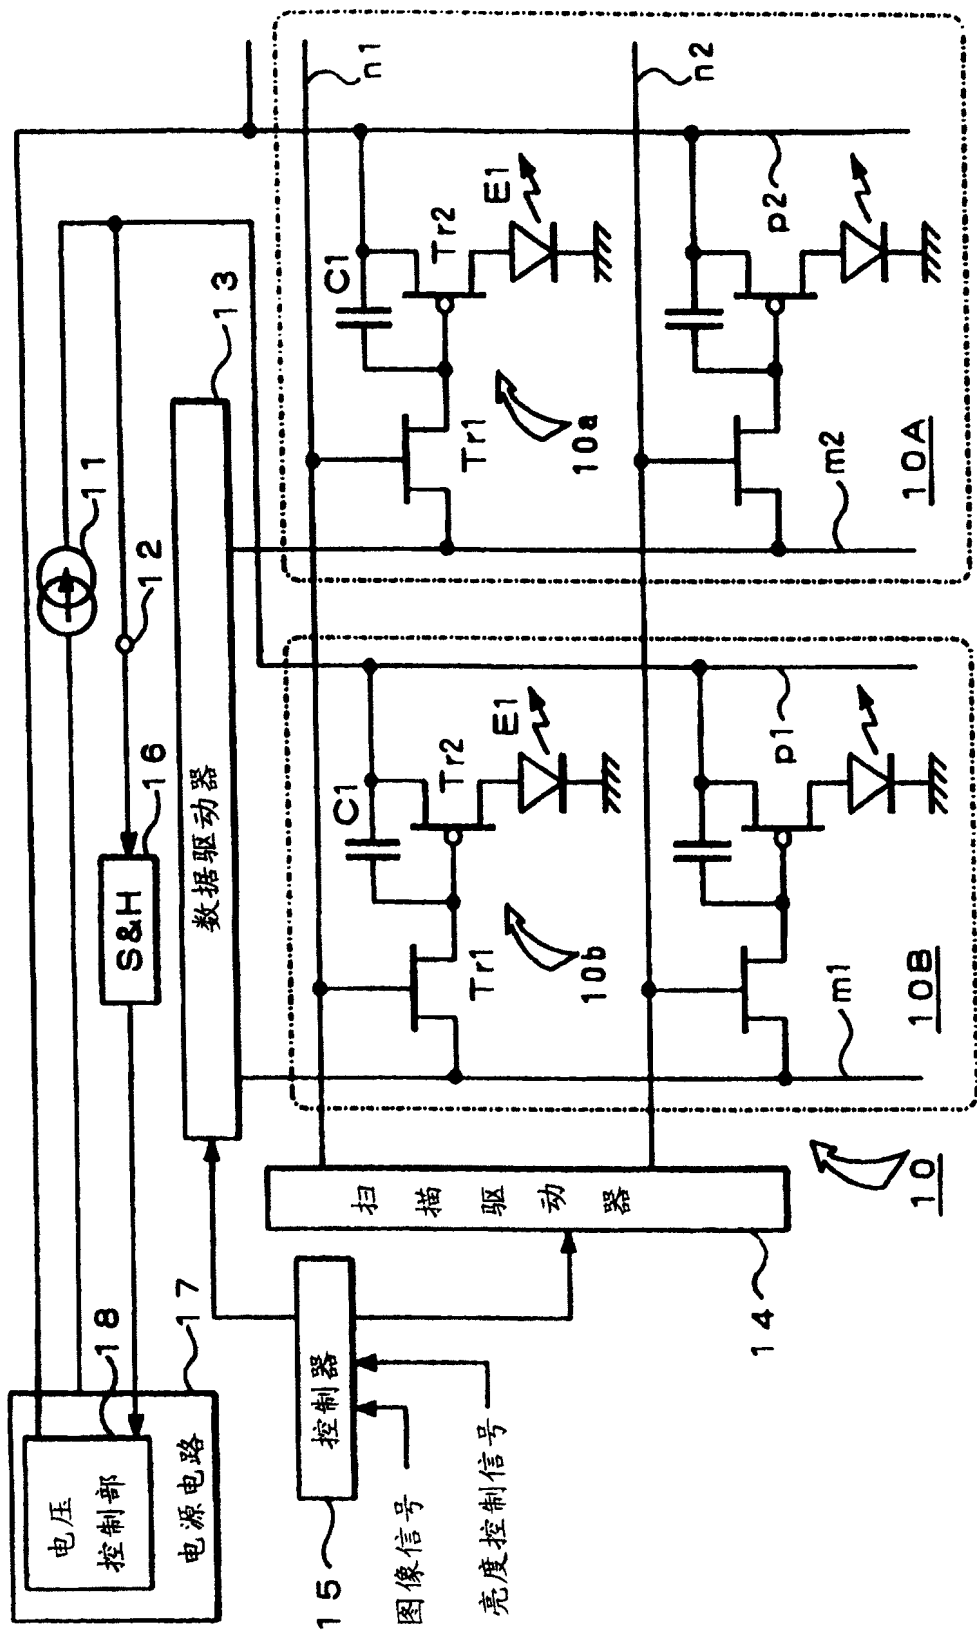 电压
控制部
18
电源电路
17
11
12
S&H
16
13
数据驱动器
控制器
15
图像信号
亮度控制信号
扫描驱动器
14
10
n1
n2
C1
Tr2
E1
Tr1
10b
C1
Tr2
E1
Tr1
10a
p1
p2
m1
m2
10B
10A